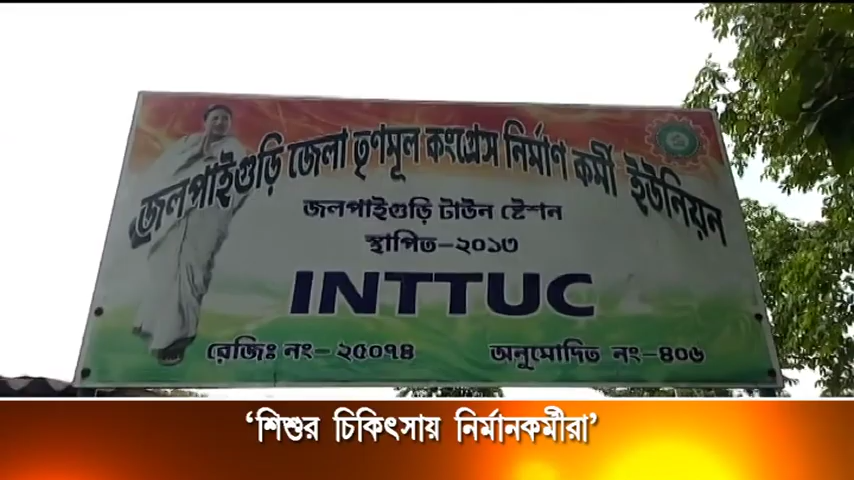 জলপাইগুড়ি জেলা তৃণমূল কংগ্রেস নির্মাণ কর্মী ইউনিয়ন
জলপাইগুড়ি টাউন ষ্টেশন
স্থাপিত-২০১৩
INTTUC
রেজিঃ নং-২৫০৭৪ অনুমোদিত নং-৪০৬
‘শিশুর চিকিৎসায় নির্মানকর্মীরা’